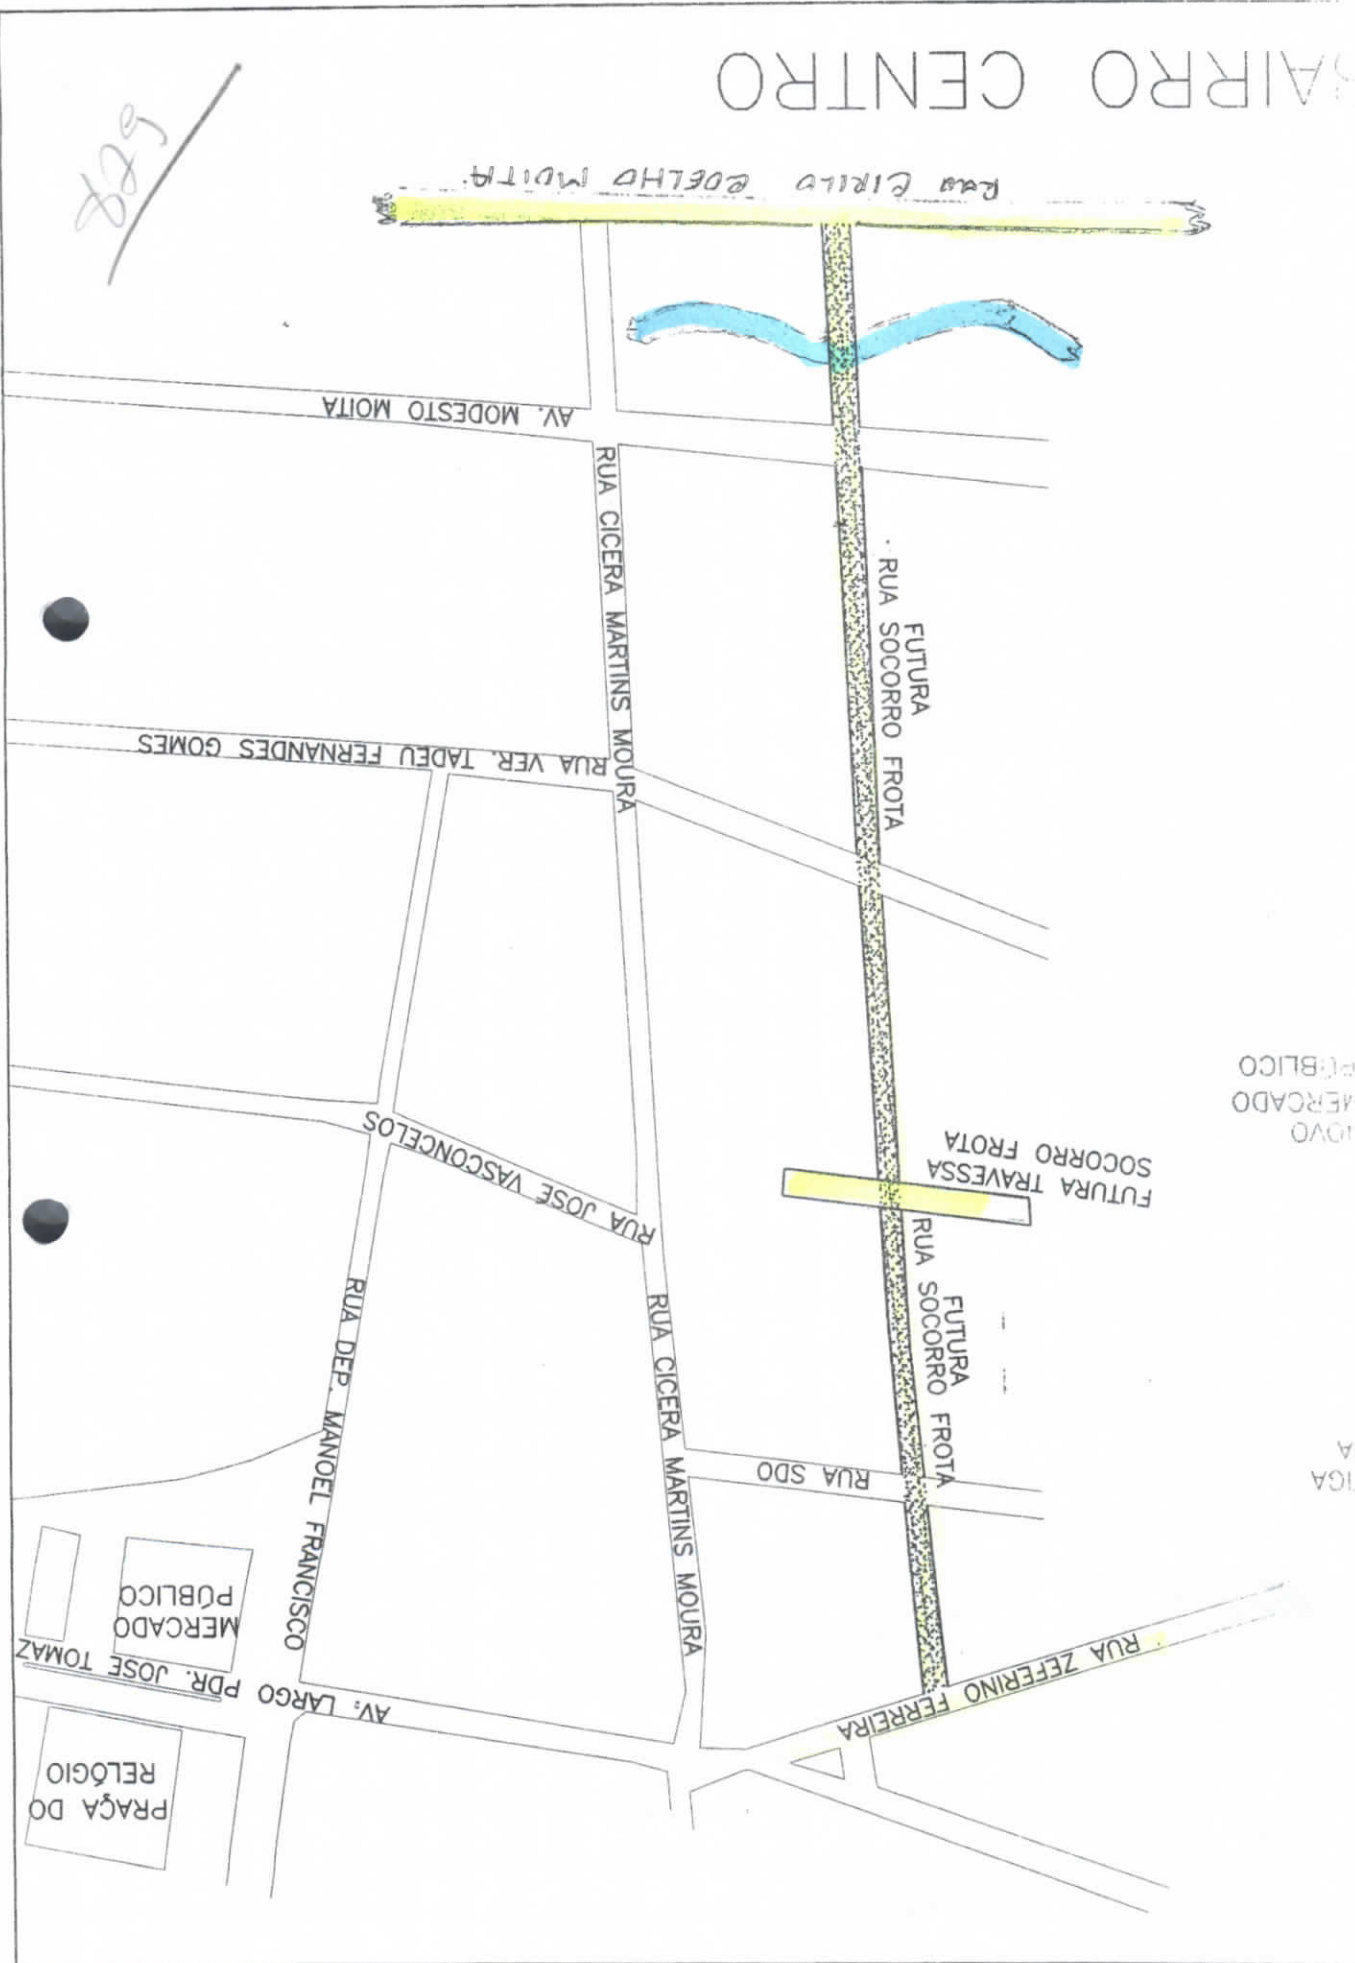 BAIRRO CENTRO
629
RUA CIRILO COELHO MOITA
AV. MODESTO MOITA
RUA CICERA MARTINS MOURA
FUTURA
RUA SOCORRO FROTA
RUA VER. TADEU FERNANDES GOMES
NOVO
MERCADO
PÚBLICO
FUTURA TRAVESSA
SOCORRO FROTA
RUA JOSÉ VASCONCELOS
FUTURA
RUA SOCORRO FROTA
RUA DEP. MANOEL FRANCISCO
RUA CICERA MARTINS MOURA
RUA SDO
MERCADO
PÚBLICO
AV. LARGO PDR. JOSE TOMAZ
RUA ZEFERINO FERREIRA
PRAÇA DO
RELÓGIO